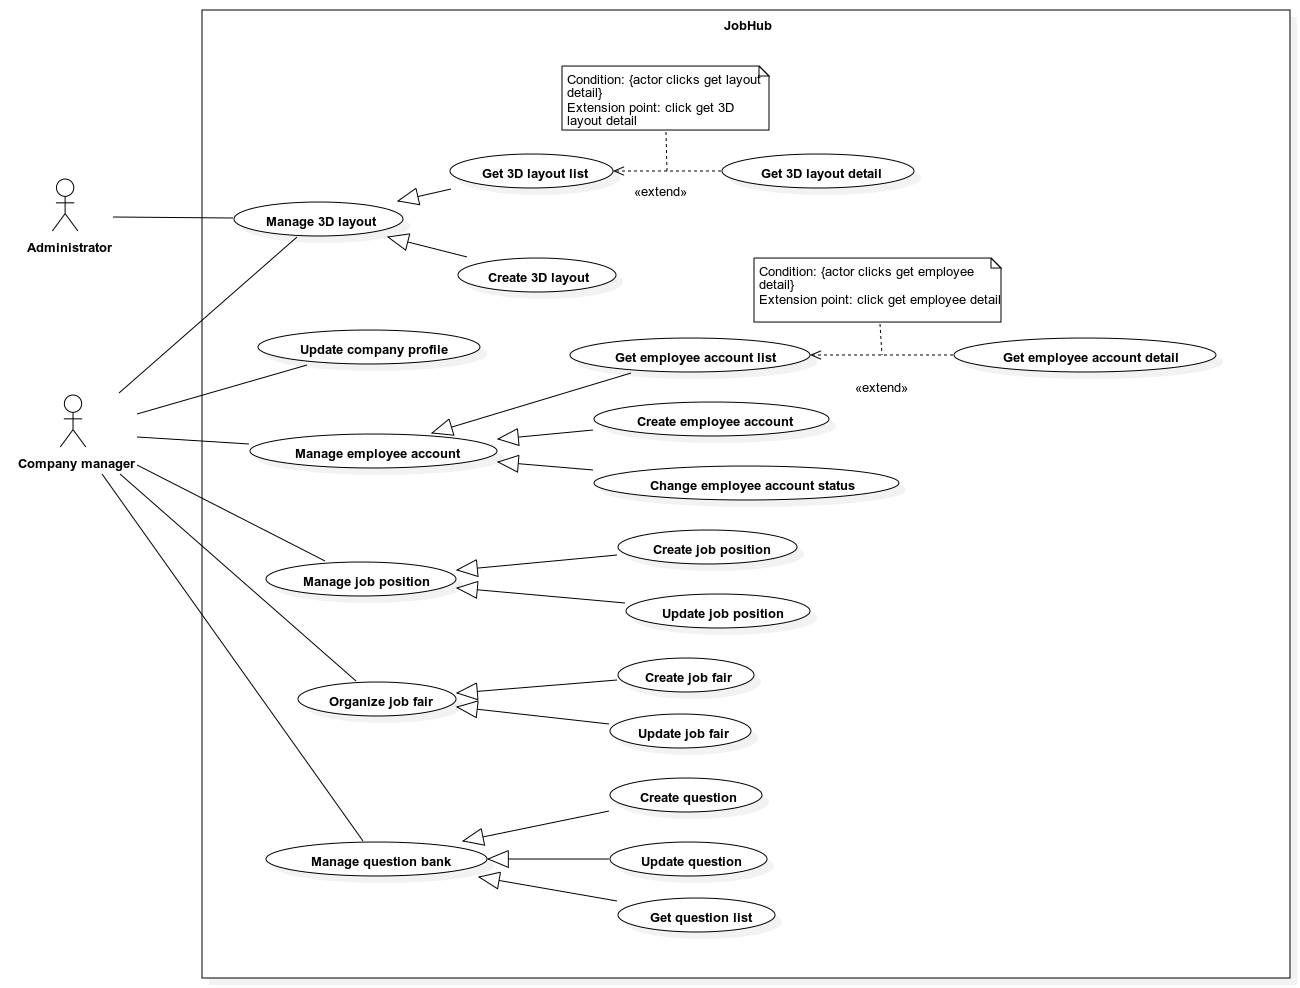 JobHub
Condition: {actor clicks get layout
detail}
Extension point: click get 3D
layout detail
Get 3D layout list
Get 3D layout detail
«extend»
Manage 3D layout
Administrator
Create 3D layout
Condition: {actor clicks get employee
detail}
Extension point: click get employee detail
Update company profile
Get employee account list
Get employee account detail
«extend»
Create employee account
Manage employee account
Company manager
Change employee account status
Create job position
Manage job position
Update job position
Create job fair
Organize job fair
Update job fair
Create question
Manage question bank
Update question
Get question list